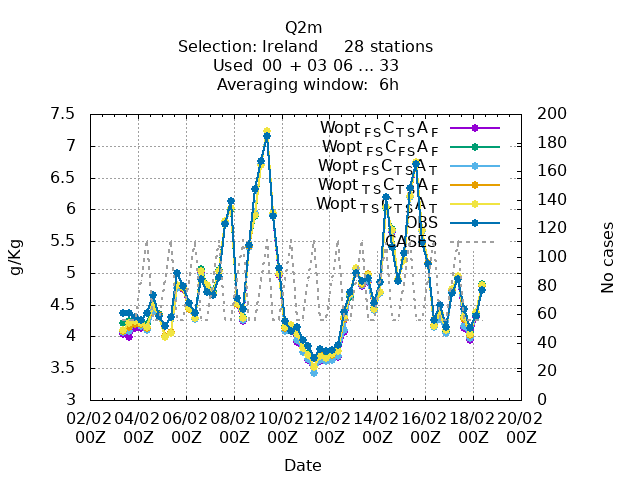 Q2m
Selection: Ireland 28 stations
Used 00 + 03 06 ... 33
Averaging window: 6h
7.5
7
6.5
6
5.5
5
4.5
4
3.5
3
g/Kg
Wopt FS C TS A F
Wopt FS C FS A F
Wopt FS C TS A T
Wopt TS C TS A F
Wopt TS C TS A T
OBS
CASES
200
180
160
140
120
100
80
60
40
20
0
No cases
02/02 04/02 06/02 08/02 10/02 12/02 14/02 16/02 18/02 20/02
00Z 00Z 00Z 00Z 00Z 00Z 00Z 00Z 00Z 00Z
Date